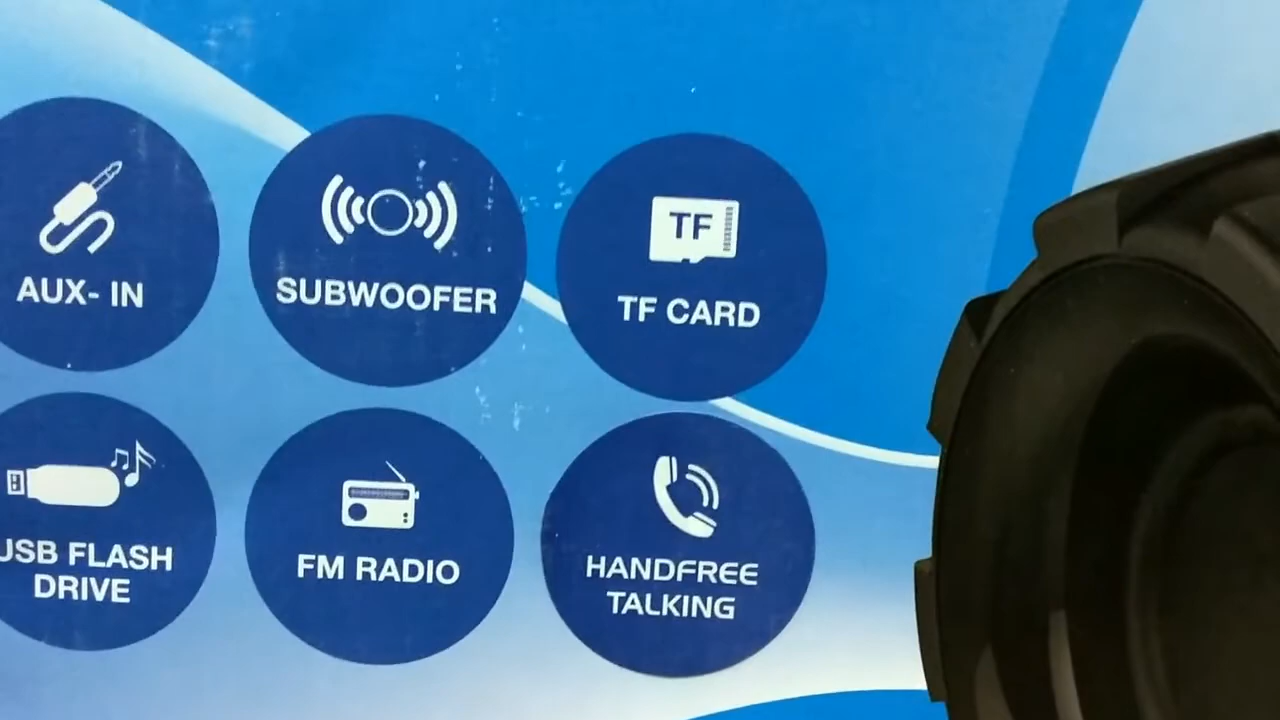 AUX- IN
SUBWOOFER
TF
TF CARD
USB FLASH
DRIVE
FM RADIO
HANDFREE
TALKING